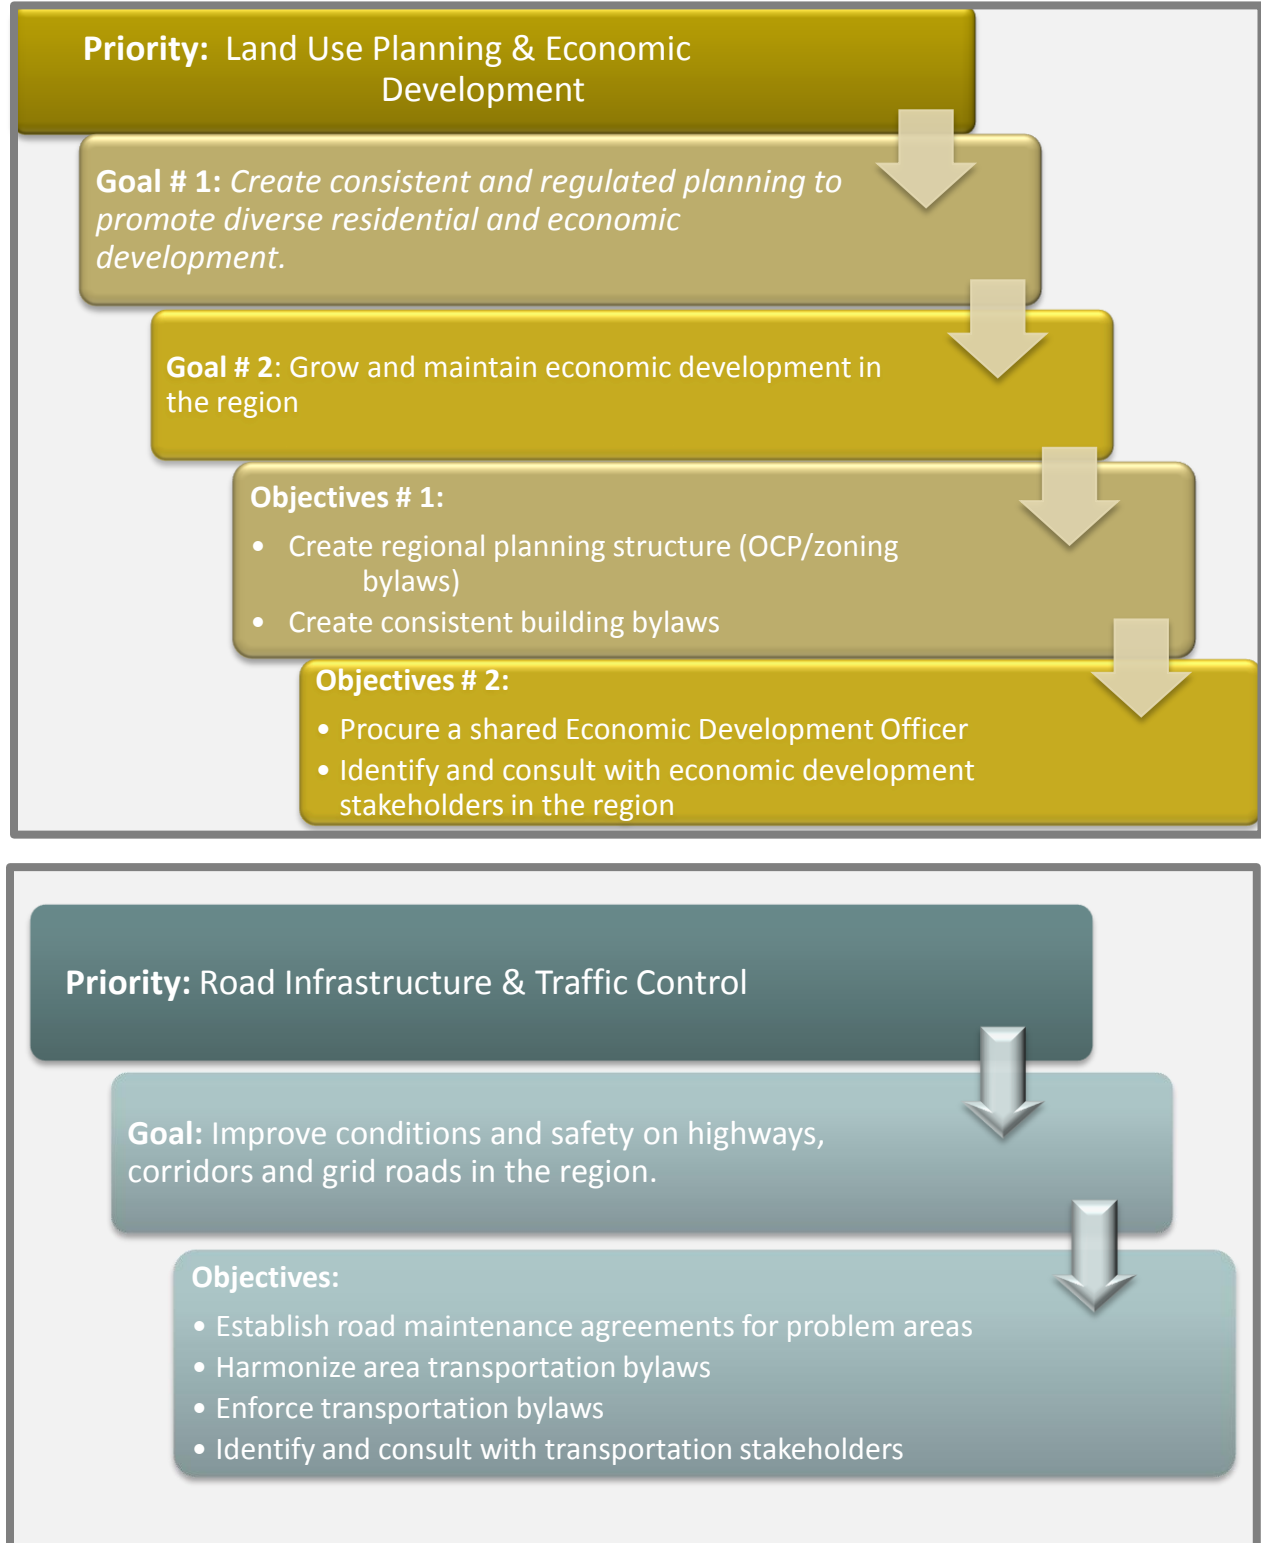 Priority: Land Use Planning & Economic
Development
Goal # 1: Create consistent and regulated planning to
promote diverse residential and economic
development.
Goal # 2: Grow and maintain economic development in
the region
Objectives # 1:
• Create regional planning structure (OCP/zoning
bylaws)
• Create consistent building bylaws
Objectives # 2:
• Procure a shared Economic Development Officer
• Identify and consult with economic development
stakeholders in the region
Priority: Road Infrastructure & Traffic Control
Goal: Improve conditions and safety on highways,
corridors and grid roads in the region.
Objectives:
• Establish road maintenance agreements for problem areas
• Harmonize area transportation bylaws
• Enforce transportation bylaws
• Identify and consult with transportation stakeholders